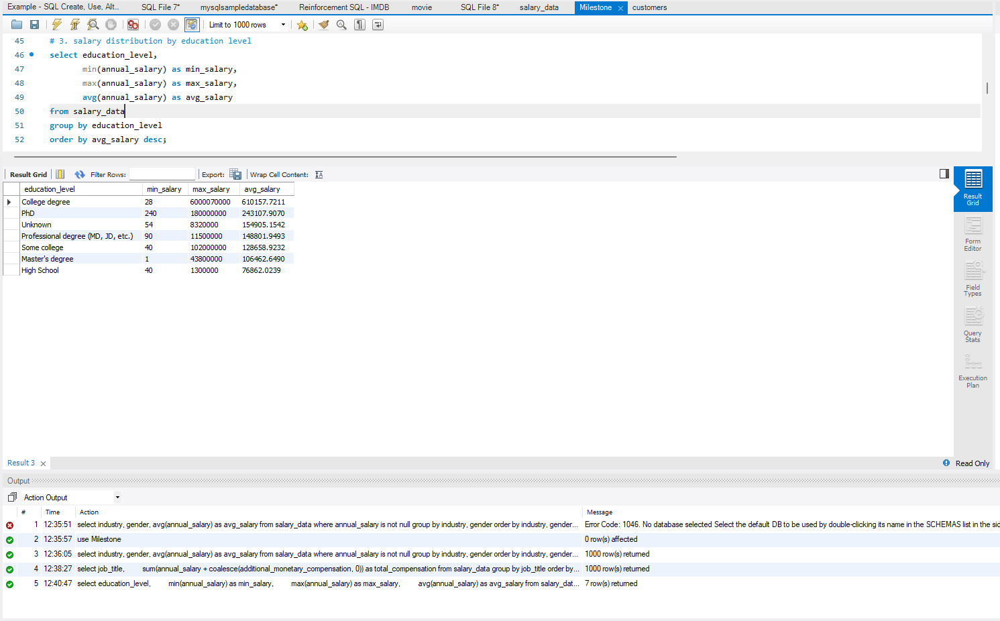 Example - SQL Create, Use, Alt... SQL File 7* mysqlsampledatabase* Reinforcement SQL - IMDB movie SQL File 8* salary_data Milestone customers
Limit to 1000 rows
45 # 3. salary distribution by education level
46 select education_level,
47 min(annual_salary) as min_salary,
48 max(annual_salary) as max_salary,
49 avg(annual_salary) as avg_salary
50 from salary_data
51 group by education_level
52 order by avg_salary desc;
Result Grid Filter Rows: Export: Wrap Cell Content:
education_level min_salary max_salary avg_salary
College degree 28 6000070000 610157.7211
PhD 240 180000000 243107.9070
Unknown 54 8320000 154905.1542
Professional degree (MD, JD, etc.) 90 11500000 148801.9493
Some college 40 102000000 128658.9232
Master's degree 1 43800000 106462.6490
High School 40 1300000 76862.0239
Result
Grid
Form
Editor
Field
Types
Query
Stats
Execution
Plan
Result 3 Read Only
Output
Action Output
# Time Action Message
1 12:35:51 select industry, gender, avg(annual_salary) as avg_salary from salary_data where annual_salary is not null group by industry, gender order by industry, gender... Error Code: 1046. No database selected Select the default DB to be used by double-clicking its name in the SCHEMAS list in the sid
2 12:35:57 use Milestone 0 row(s) affected
3 12:36:05 select industry, gender, avg(annual_salary) as avg_salary from salary_data where annual_salary is not null group by industry, gender order by industry, gender... 1000 row(s) returned
4 12:38:27 select job_title, sum(annual_salary + coalesce(additional_monetary_compensation, 0)) as total_compensation from salary_data group by job_title order by... 1000 row(s) returned
5 12:40:47 select education_level, min(annual_salary) as min_salary, max(annual_salary) as max_salary, avg(annual_salary) as avg_salary from salary_dat... 7 row(s) returned